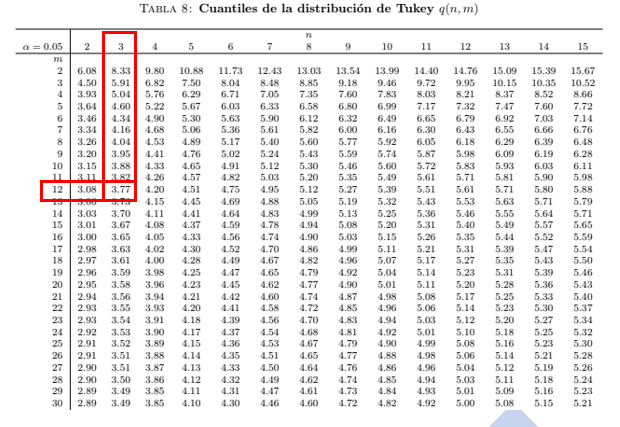 TABLA 8: Cuantiles de la distribución de Tukey q(n, m)
n
α = 0.05 2 3 4 5 6 7 8 9 10 11 12 13 14 15
m
2 6.08 8.33 9.80 10.88 11.73 12.43 13.03 13.54 13.99 14.40 14.76 15.09 15.39 15.67
3 4.50 5.91 6.82 7.50 8.04 8.48 8.85 9.18 9.46 9.72 9.95 10.15 10.35 10.52
4 3.93 5.04 5.76 6.29 6.71 7.05 7.35 7.60 7.83 8.03 8.21 8.37 8.52 8.66
5 3.64 4.60 5.22 5.67 6.03 6.33 6.58 6.80 6.99 7.17 7.32 7.47 7.60 7.72
6 3.46 4.34 4.90 5.30 5.63 5.90 6.12 6.32 6.49 6.65 6.79 6.92 7.03 7.14
7 3.34 4.16 4.68 5.06 5.36 5.61 5.82 6.00 6.16 6.30 6.43 6.55 6.66 6.76
8 3.26 4.04 4.53 4.89 5.17 5.40 5.60 5.77 5.92 6.05 6.18 6.29 6.39 6.48
9 3.20 3.95 4.41 4.76 5.02 5.24 5.43 5.59 5.74 5.87 5.98 6.09 6.19 6.28
10 3.15 3.88 4.33 4.65 4.91 5.12 5.30 5.46 5.60 5.72 5.83 5.93 6.03 6.11
11 3.11 3.82 4.26 4.57 4.82 5.03 5.20 5.35 5.49 5.61 5.71 5.81 5.90 5.98
12 3.08 3.77 4.20 4.51 4.75 4.95 5.12 5.27 5.39 5.51 5.61 5.71 5.80 5.88
13 3.06 3.73 4.15 4.45 4.69 4.88 5.05 5.19 5.32 5.43 5.53 5.63 5.71 5.79
14 3.03 3.70 4.11 4.41 4.64 4.83 4.99 5.13 5.25 5.36 5.46 5.55 5.64 5.71
15 3.01 3.67 4.08 4.37 4.59 4.78 4.94 5.08 5.20 5.31 5.40 5.49 5.57 5.65
16 3.00 3.65 4.05 4.33 4.56 4.74 4.90 5.03 5.15 5.26 5.35 5.44 5.52 5.59
17 2.98 3.63 4.02 4.30 4.52 4.70 4.86 4.99 5.11 5.21 5.31 5.39 5.47 5.54
18 2.97 3.61 4.00 4.28 4.49 4.67 4.82 4.96 5.07 5.17 5.27 5.35 5.43 5.50
19 2.96 3.59 3.98 4.25 4.47 4.65 4.79 4.92 5.04 5.14 5.23 5.31 5.39 5.46
20 2.95 3.58 3.96 4.23 4.45 4.62 4.77 4.90 5.01 5.11 5.20 5.28 5.36 5.43
21 2.94 3.56 3.94 4.21 4.42 4.60 4.74 4.87 4.98 5.08 5.17 5.25 5.33 5.40
22 2.93 3.55 3.93 4.20 4.41 4.58 4.72 4.85 4.96 5.06 5.14 5.23 5.30 5.37
23 2.93 3.54 3.91 4.18 4.39 4.56 4.70 4.83 4.94 5.03 5.12 5.20 5.27 5.34
24 2.92 3.53 3.90 4.17 4.37 4.54 4.68 4.81 4.92 5.01 5.10 5.18 5.25 5.32
25 2.91 3.52 3.89 4.15 4.36 4.53 4.67 4.79 4.90 4.99 5.08 5.16 5.23 5.30
26 2.91 3.51 3.88 4.14 4.35 4.51 4.65 4.77 4.88 4.98 5.06 5.14 5.21 5.28
27 2.90 3.51 3.87 4.13 4.33 4.50 4.64 4.76 4.86 4.96 5.04 5.12 5.19 5.26
28 2.90 3.50 3.86 4.12 4.32 4.49 4.62 4.74 4.85 4.94 5.03 5.11 5.18 5.24
29 2.89 3.49 3.85 4.11 4.31 4.47 4.61 4.73 4.84 4.93 5.01 5.09 5.16 5.23
30 2.89 3.49 3.85 4.10 4.30 4.46 4.60 4.72 4.82 4.92 5.00 5.08 5.15 5.21